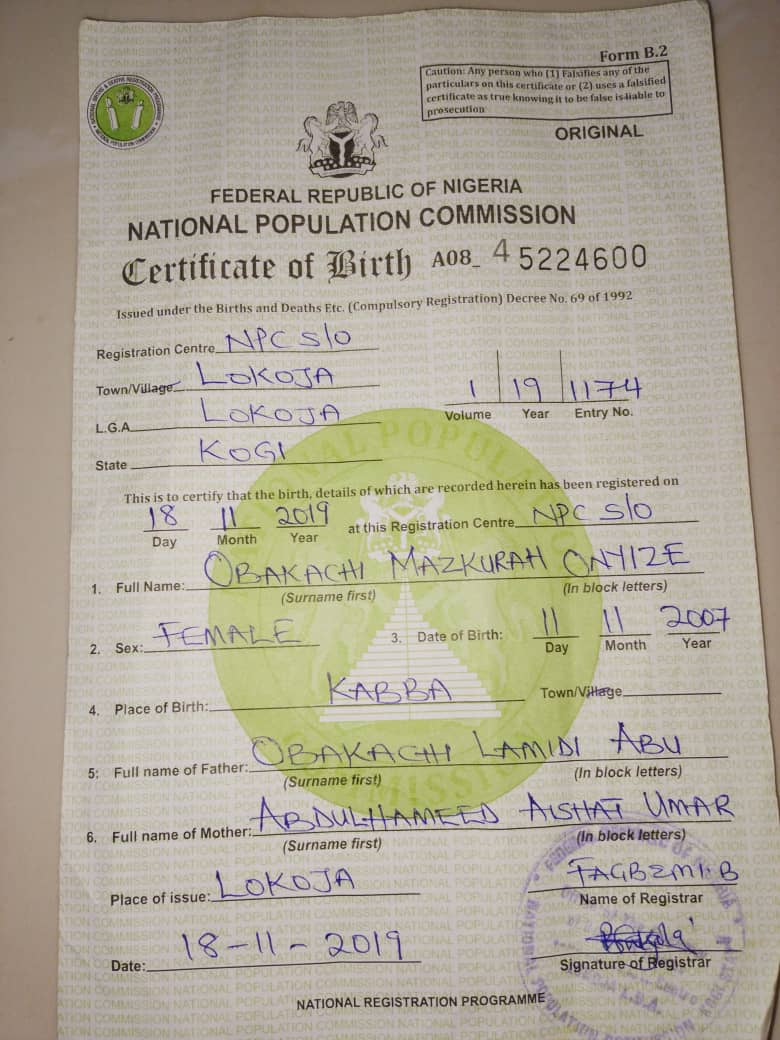 Form B.2
Caution: Any person who (1) Falsifies any of the
particulars on this certificate or (2) uses a falsified
certificate as true knowing it to be false is liable to
prosecution
ORIGINAL
FEDERAL REPUBLIC OF NIGERIA
NATIONAL POPULATION COMMISSION
Certificate of Birth A08_ 4 5224600
Issued under the Births and Deaths Etc. (Compulsory Registration) Decree No. 69 of 1992
Registration Centre NPC S/O
Town/Village LOKOJA
1 19 1174
Volume Year Entry No.
L.G.A LOKOJA
State KOGI
This is to certify that the birth, details of which are recorded herein has been registered on
18 11 2019 at this Registration Centre NPC S/O
Day Month Year
1. Full Name: OBAKACHI MAZKURAH ONYIZE
(Surname first) (In block letters)
2. Sex: FEMALE 3. Date of Birth: 11 11 2007
Day Month Year
4. Place of Birth: KABBA Town/Village
5: Full name of Father: OBAKACHI LAMIDI ABU
(Surname first) (In block letters)
6. Full name of Mother: ABDULHAMEED AISHAT UMAR
(Surname first) (In block letters)
Place of issue: LOKOJA FAGBEMI.B
Name of Registrar
Date: 18-11-2019
Signature of Registrar
NATIONAL REGISTRATION PROGRAMME